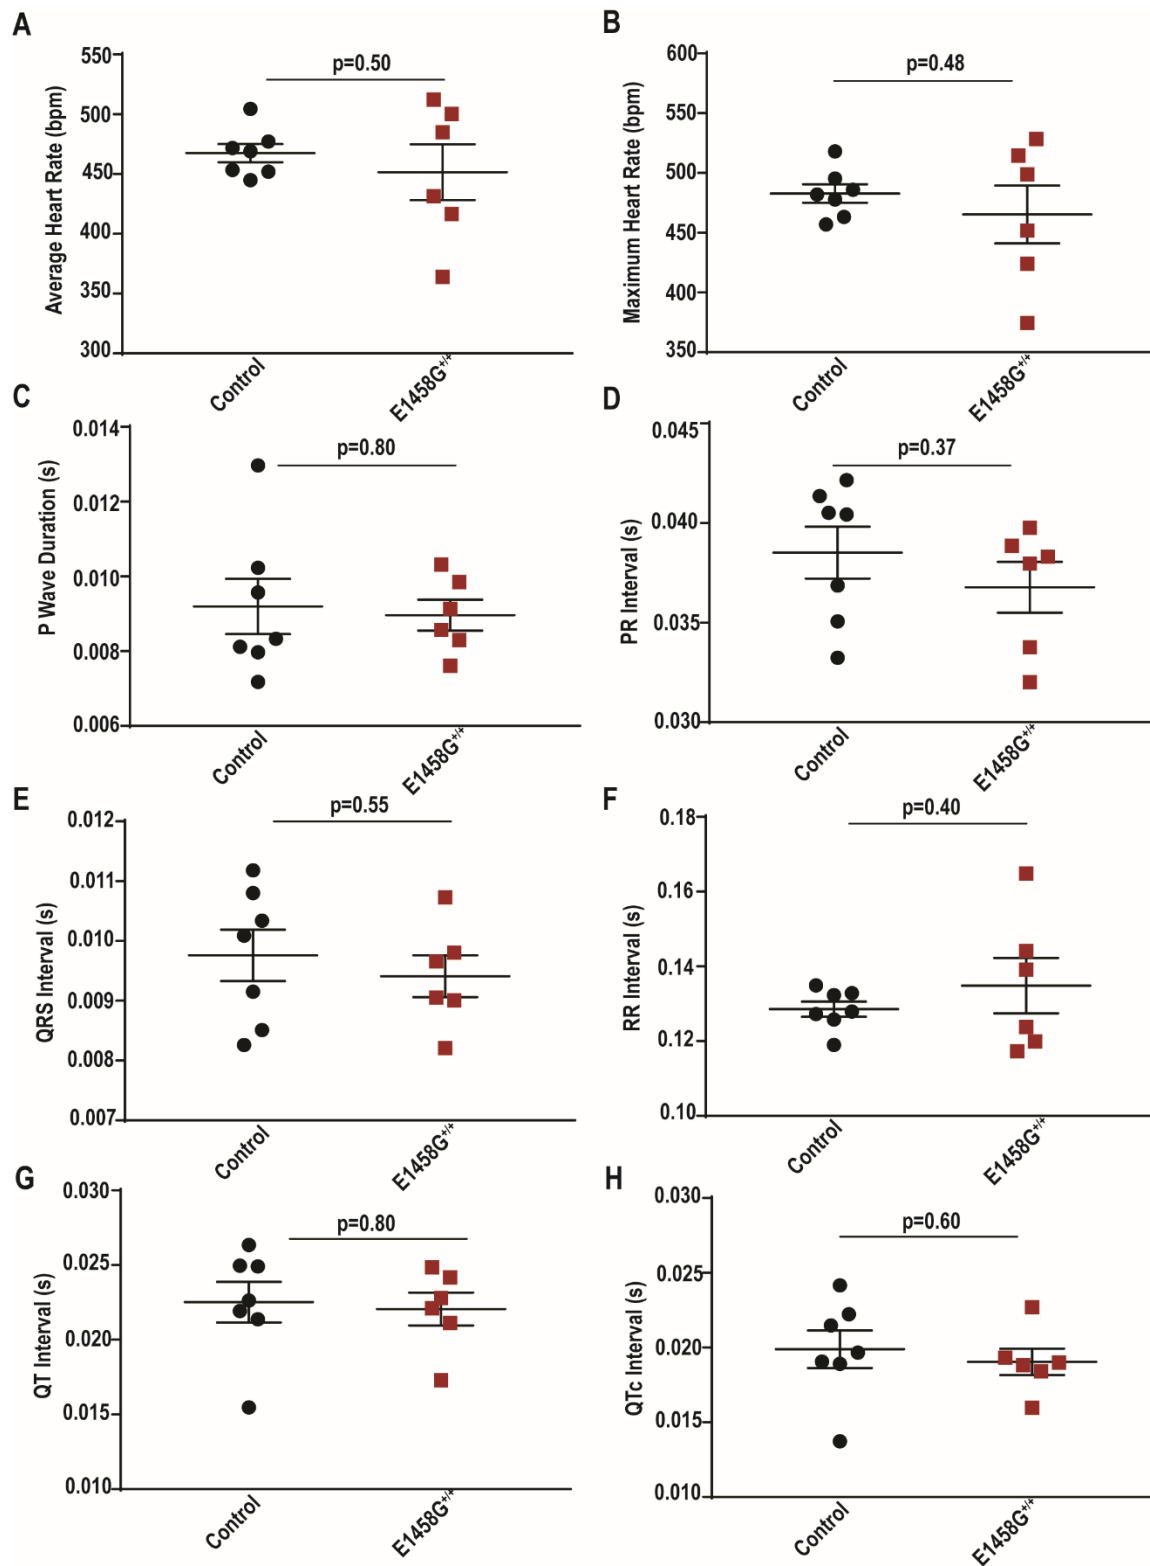 A
Average Heart Rate (bpm)
550
500
450
400
350
300
p=0.50
Control
E1458G+/+
B
Maximum Heart Rate (bpm)
600
550
500
450
400
350
p=0.48
Control
E1458G+/+
C
P Wave Duration (s)
0.014
0.012
0.010
0.008
0.006
p=0.80
Control
E1458G+/+
D
PR Interval (s)
0.045
0.040
0.035
0.030
p=0.37
Control
E1458G+/+
E
QRS Interval (s)
0.012
0.011
0.010
0.009
0.008
0.007
p=0.55
Control
E1458G+/+
F
RR Interval (s)
0.18
0.16
0.14
0.12
0.10
p=0.40
Control
E1458G+/+
G
QT Interval (s)
0.030
0.025
0.020
0.015
0.010
p=0.80
Control
E1458G+/+
H
QTc Interval (s)
0.030
0.025
0.020
0.015
0.010
p=0.60
Control
E1458G+/+